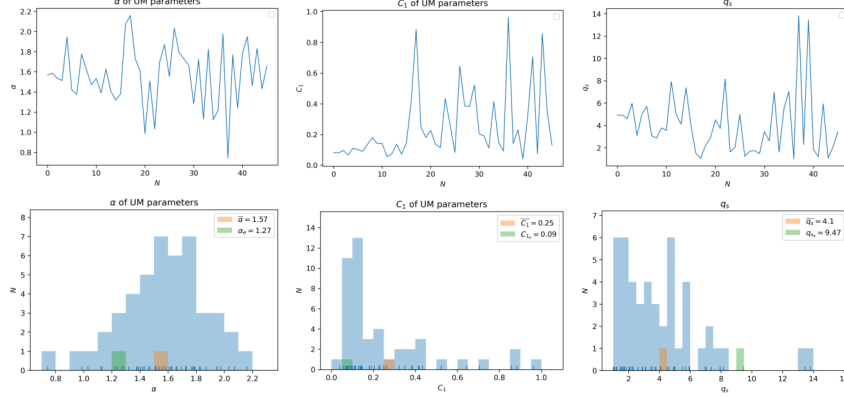 α of UM parameters
2.2
2.0
1.8
1.6
1.4
1.2
1.0
0.8
α
0 10 20 30 40
N
C₁ of UM parameters
1.0
0.8
0.6
0.4
0.2
0.0
C₁
0 10 20 30 40
N
qₛ
14
12
10
8
6
4
2
qₛ
0 10 20 30 40
N
α of UM parameters
8
7
6
5
4
3
2
1
0
N
ᾱ = 1.57
αₑ = 1.27
0.8 1.0 1.2 1.4 1.6 1.8 2.0 2.2
α
C₁ of UM parameters
14
12
10
8
6
4
2
0
N
C̅₁ = 0.25
C₁ₑ = 0.09
0.0 0.2 0.4 0.6 0.8 1.0
C₁
qₛ
7
6
5
4
3
2
1
0
N
q̅ₛ = 4.1
qₛₑ = 9.47
2 4 6 8 10 12 14 16
qₛ